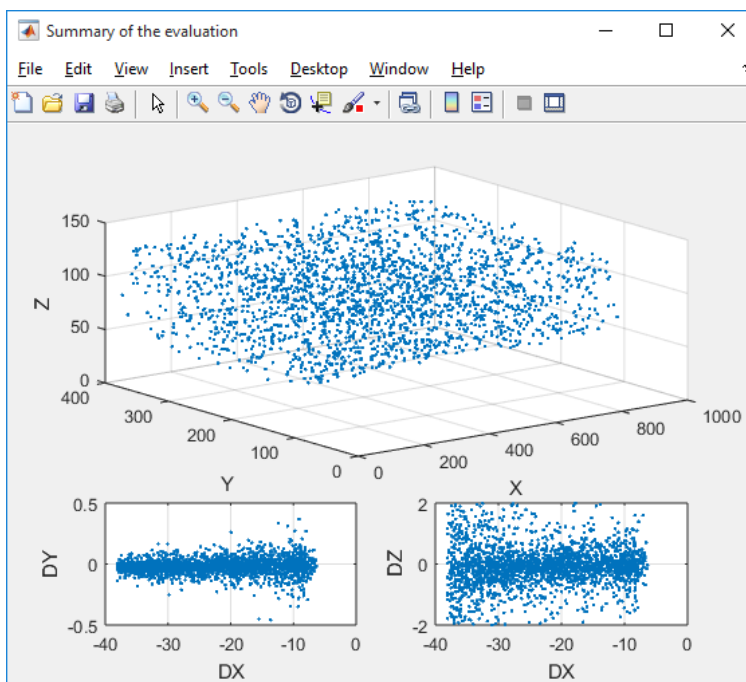 Summary of the evaluation
File Edit View Insert Tools Desktop Window Help
150
100
50
0
Z
400
300
200
100
0
Y
0
200
400
600
800
1000
X
0.5
0
-0.5
DY
-40 -30 -20 -10 0
DX
2
0
-2
DZ
-40 -30 -20 -10 0
DX